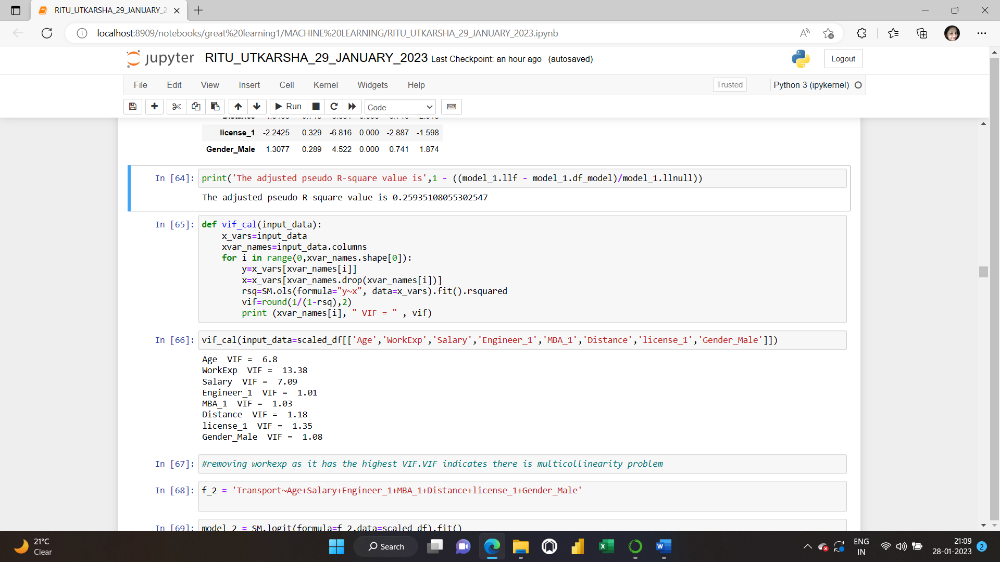 RITU_UTKARSHA_29_JANUARY_2
localhost:8909/notebooks/great%20learning1/MACHINE%20LEARNING/RITU_UTKARSHA_29_JANUARY_2023.ipynb
jupyter RITU_UTKARSHA_29_JANUARY_2023 Last Checkpoint: an hour ago (autosaved)
Logout
File Edit View Insert Cell Kernel Widgets Help
Trusted Python 3 (ipykernel)
Run Code
license_1 -2.2425 0.329 -6.816 0.000 -2.887 -1.598
Gender_Male 1.3077 0.289 4.522 0.000 0.741 1.874
In [64]: print('The adjusted pseudo R-square value is',1 - ((model_1.llf - model_1.df_model)/model_1.llnull))
The adjusted pseudo R-square value is 0.25935108055302547
In [65]: def vif_cal(input_data):
x_vars=input_data
xvar_names=input_data.columns
for i in range(0,xvar_names.shape[0]):
y=x_vars[xvar_names[i]]
x=x_vars[xvar_names.drop(xvar_names[i])]
rsq=SM.ols(formula="y~x", data=x_vars).fit().rsquared
vif=round(1/(1-rsq),2)
print (xvar_names[i], " VIF = " , vif)
In [66]: vif_cal(input_data=scaled_df[['Age','WorkExp','Salary','Engineer_1','MBA_1','Distance','license_1','Gender_Male']])
Age VIF = 6.8
WorkExp VIF = 13.38
Salary VIF = 7.09
Engineer_1 VIF = 1.01
MBA_1 VIF = 1.03
Distance VIF = 1.18
license_1 VIF = 1.35
Gender_Male VIF = 1.08
In [67]: #removing workexp as it has the highest VIF.VIF indicates there is multicollinearity problem
In [68]: f_2 = 'Transport~Age+Salary+Engineer_1+MBA_1+Distance+license_1+Gender_Male'
In [69]: model_2 = SM.logit(formula=f_2,data=scaled_df).fit()
21°C
Clear
Search
ENG
IN
21:09
28-01-2023
2